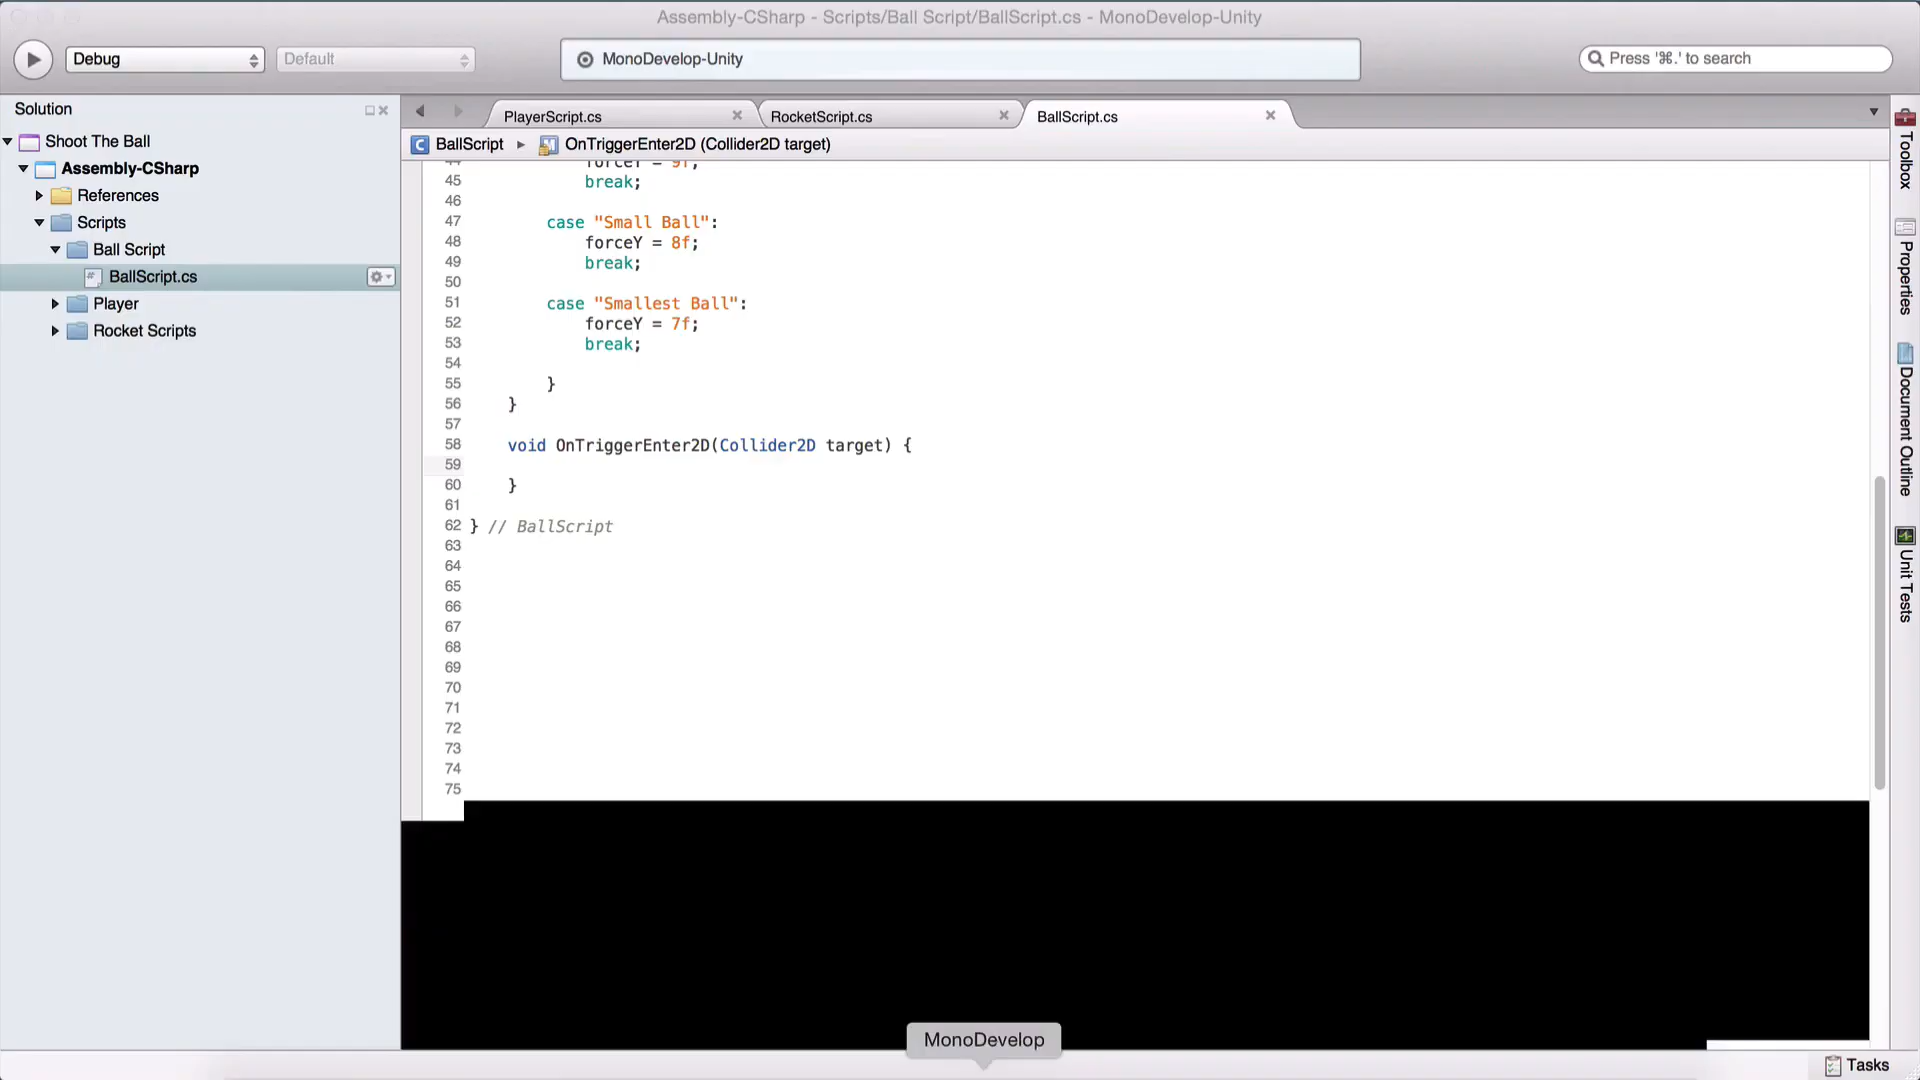 Assembly-CSharp - Scripts/Ball Script/BallScript.cs - MonoDevelop-Unity
Debug
Default
MonoDevelop-Unity
Press '⌘.' to search
Solution
Shoot The Ball
Assembly-CSharp
References
Scripts
Ball Script
BallScript.cs
Player
Rocket Scripts
PlayerScript.cs
RocketScript.cs
BallScript.cs
BallScript ▸ OnTriggerEnter2D (Collider2D target)
44 forceY = 9f;
45 break;
46
47 case "Small Ball":
48 forceY = 8f;
49 break;
50
51 case "Smallest Ball":
52 forceY = 7f;
53 break;
54
55 }
56 }
57
58 void OnTriggerEnter2D(Collider2D target) {
59
60 }
61
62 } // BallScript
63
64
65
66
67
68
69
70
71
72
73
74
75
Toolbox
Properties
Document Outline
Unit Tests
MonoDevelop
Tasks